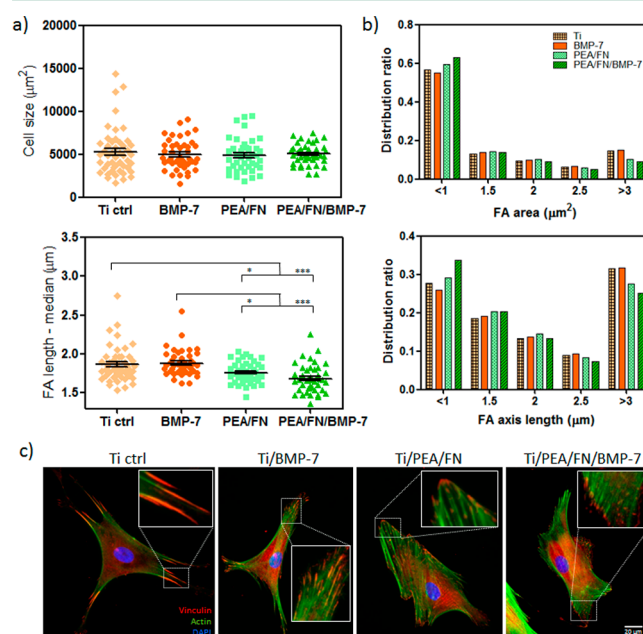 a)
20000
15000
10000
5000
0
Cell size (μm²)
Ti ctrl BMP-7 PEA/FN PEA/FN/BMP-7
3.5
3.0
2.5
2.0
1.5
FA length - median (μm)
* ***
* ***
Ti ctrl BMP-7 PEA/FN PEA/FN/BMP-7
b)
0.8
0.6
0.4
0.2
0.0
Distribution ratio
Ti
BMP-7
PEA/FN
PEA/FN/BMP-7
<1 1.5 2 2.5 >3
FA area (μm²)
0.4
0.3
0.2
0.1
0.0
Distribution ratio
<1 1.5 2 2.5 >3
FA axis length (μm)
c)
Ti ctrl Ti/BMP-7 Ti/PEA/FN Ti/PEA/FN/BMP-7
Vinculin
Actin
DAPI
20 μm